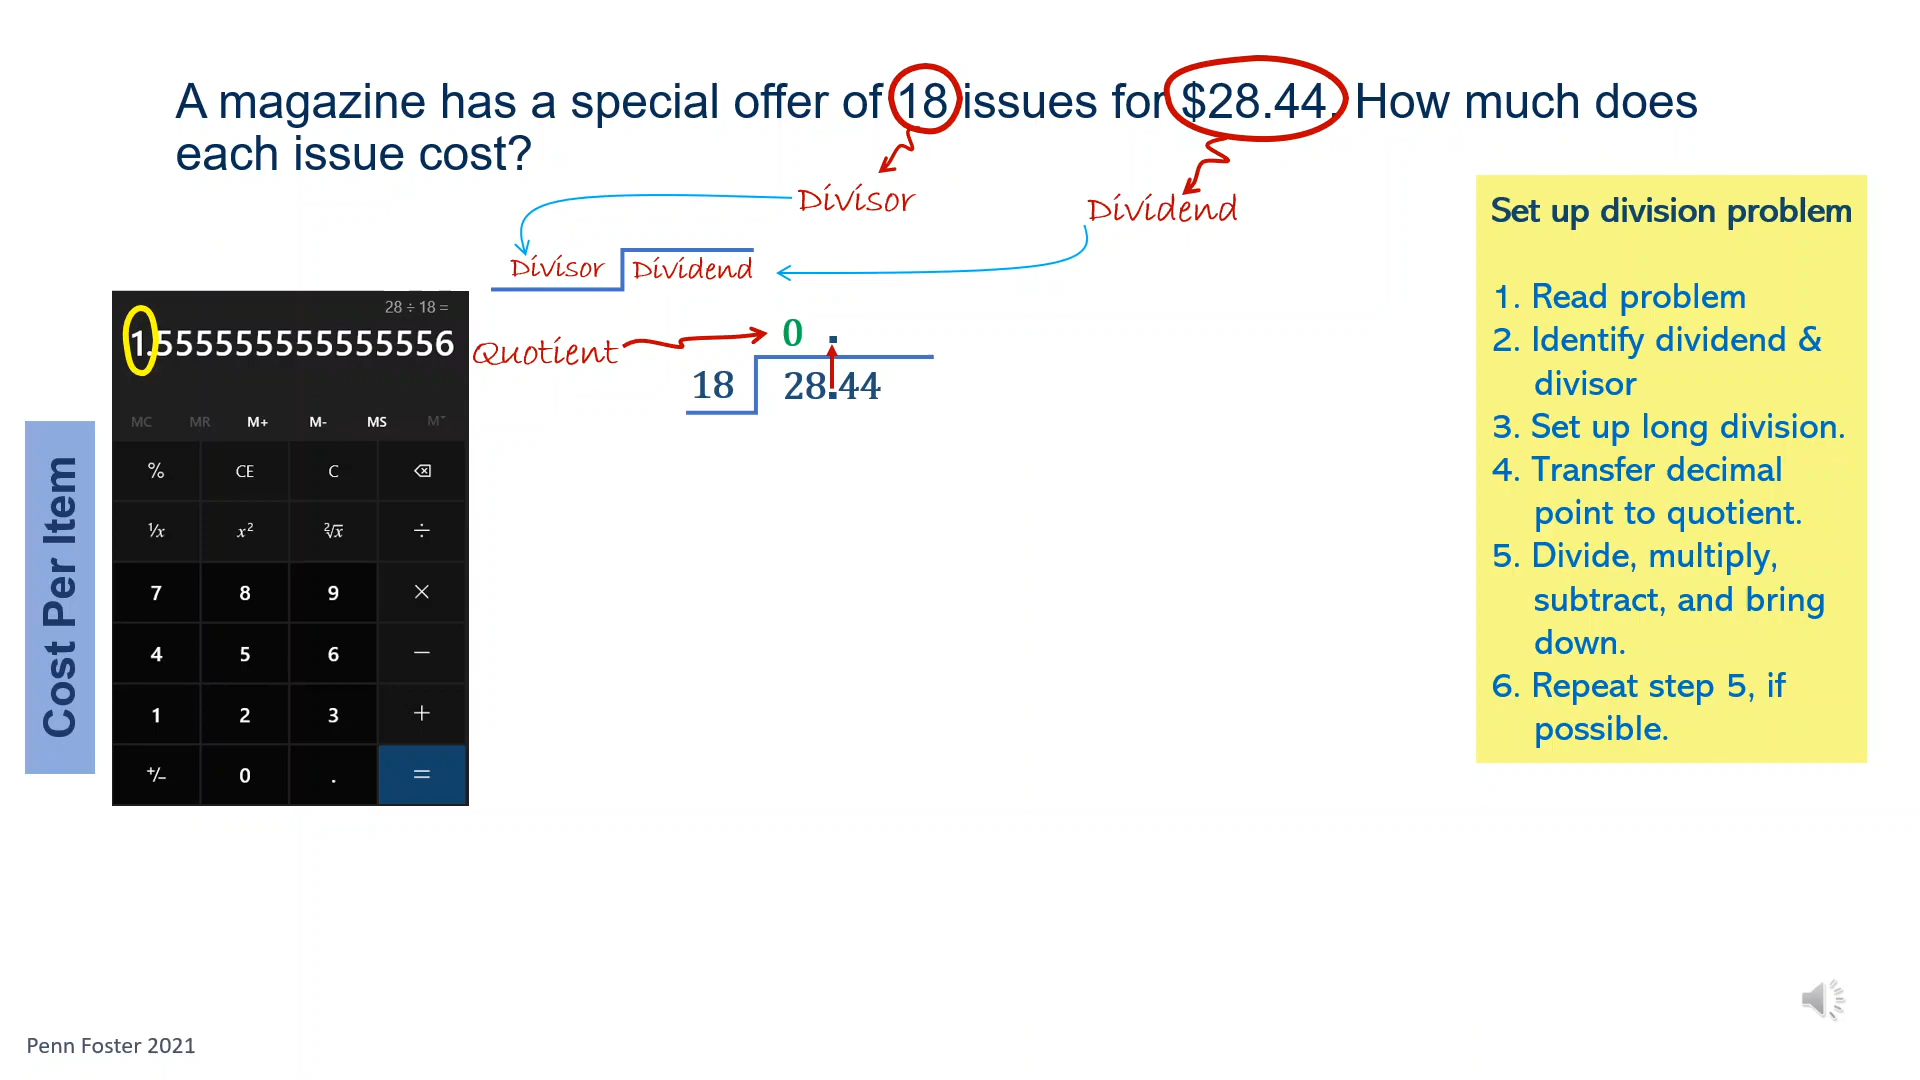 A magazine has a special offer of 18 issues for $28.44. How much does
each issue cost?
Divisor
Dividend
Divisor Dividend
28 ÷ 18 =
1.5555555555555556
Quotient
0 .
18 28.44
MC MR M+ M- MS M˅
% CE C ⌫
¹/x x² ²√x ÷
7 8 9 ×
4 5 6 −
1 2 3 +
+/− 0 . =
Cost Per Item
Set up division problem
1. Read problem
2. Identify dividend &
divisor
3. Set up long division.
4. Transfer decimal
point to quotient.
5. Divide, multiply,
subtract, and bring
down.
6. Repeat step 5, if
possible.
Penn Foster 2021